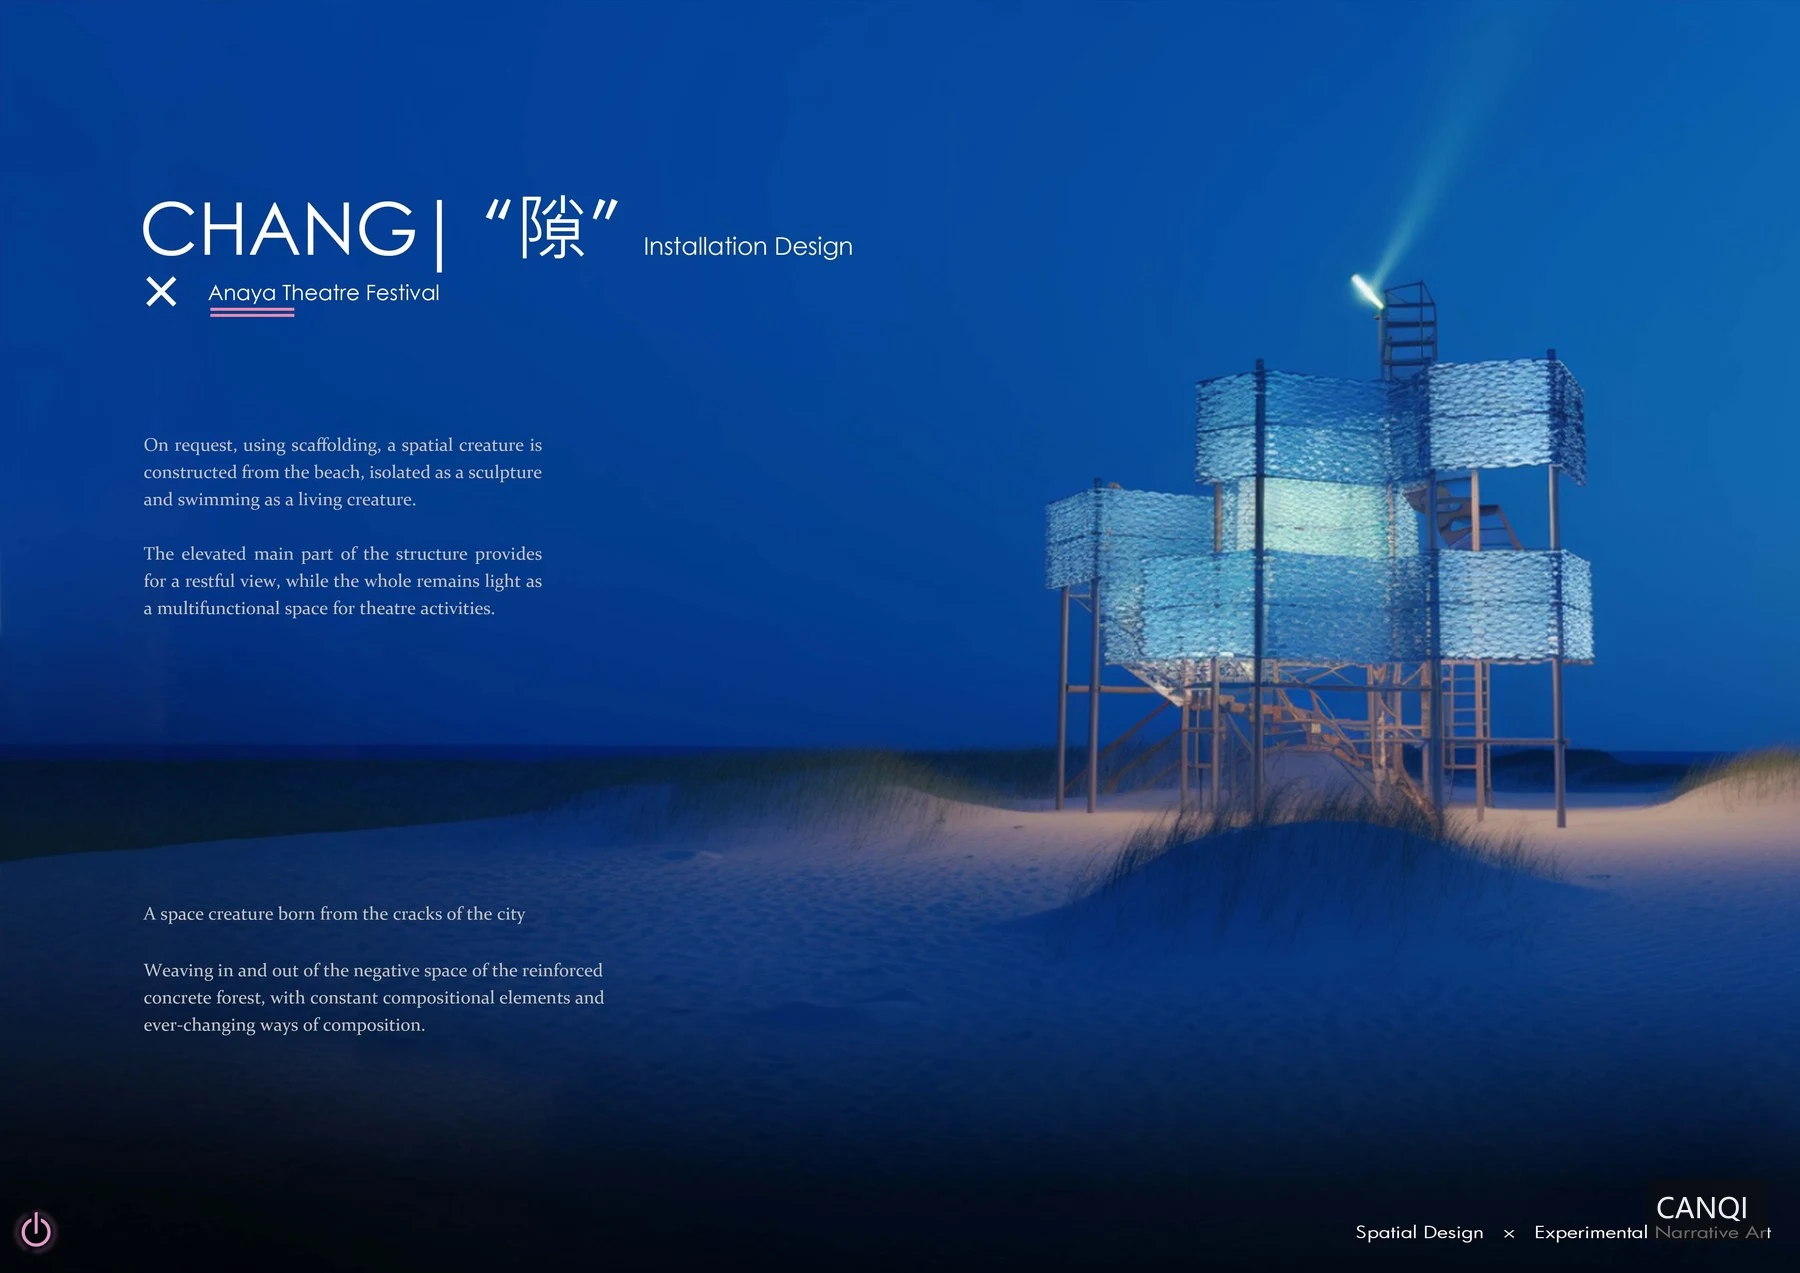 CHANG| “隙” Installation Design
× Anaya Theatre Festival
On request, using scaffolding, a spatial creature is
constructed from the beach, isolated as a sculpture
and swimming as a living creature.
The elevated main part of the structure provides
for a restful view, while the whole remains light as
a multifunctional space for theatre activities.
A space creature born from the cracks of the city
Weaving in and out of the negative space of the reinforced
concrete forest, with constant compositional elements and
ever-changing ways of composition.
CANQI
Spatial Design × Experimental Narrative Art